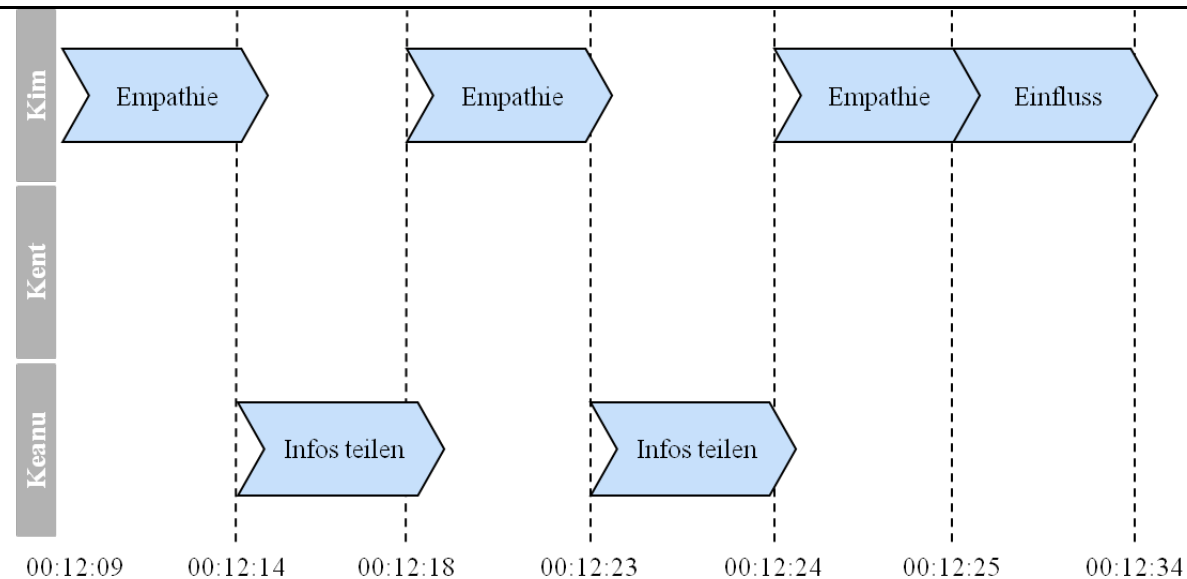 Kim
Empathie
Empathie
Empathie
Einfluss
Kent
Keanu
Infos teilen
Infos teilen
00:12:09
00:12:14
00:12:18
00:12:23
00:12:24
00:12:25
00:12:34